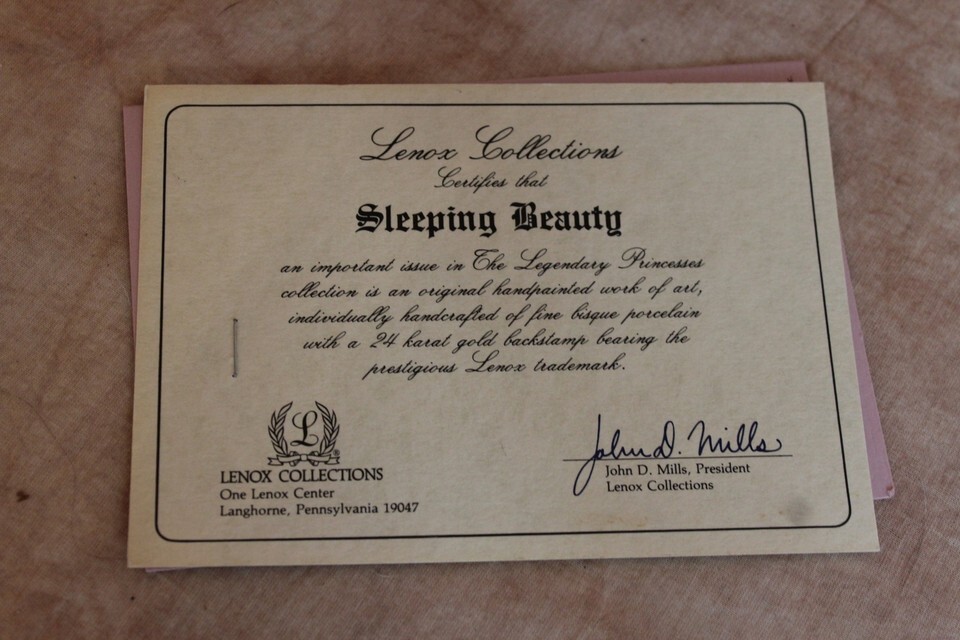 Lenox Collections
Certifies that
Sleeping Beauty
an important issue in The Legendary Princesses
collection is an original handpainted work of art,
individually handcrafted of fine bisque porcelain
with a 24 karat gold backstamp bearing the
prestigious Lenox trademark.
L
®
LENOX COLLECTIONS
One Lenox Center
Langhorne, Pennsylvania 19047
John D. Mills
John D. Mills, President
Lenox Collections